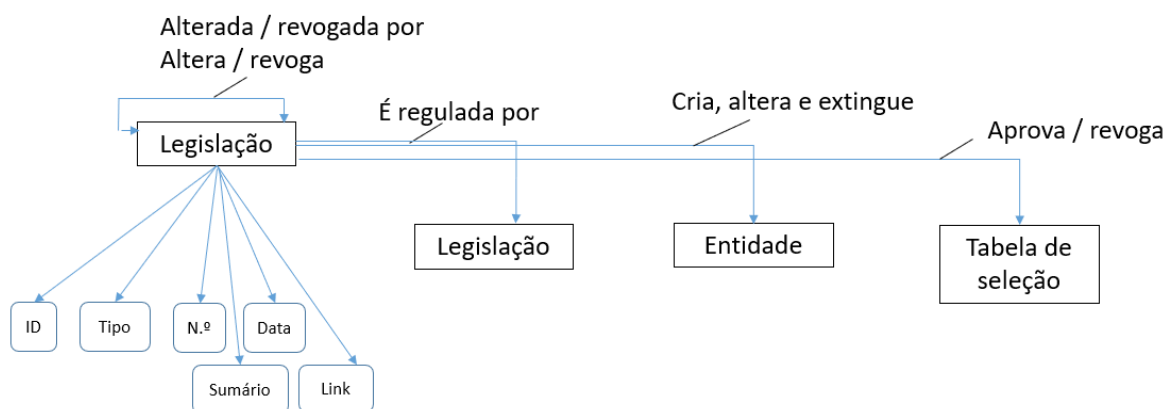 Alterada / revogada por
Altera / revoga
É regulada por
Cria, altera e extingue
Aprova / revoga
Legislação
Legislação
Entidade
Tabela de
seleção
ID
Tipo
N.º
Data
Sumário
Link